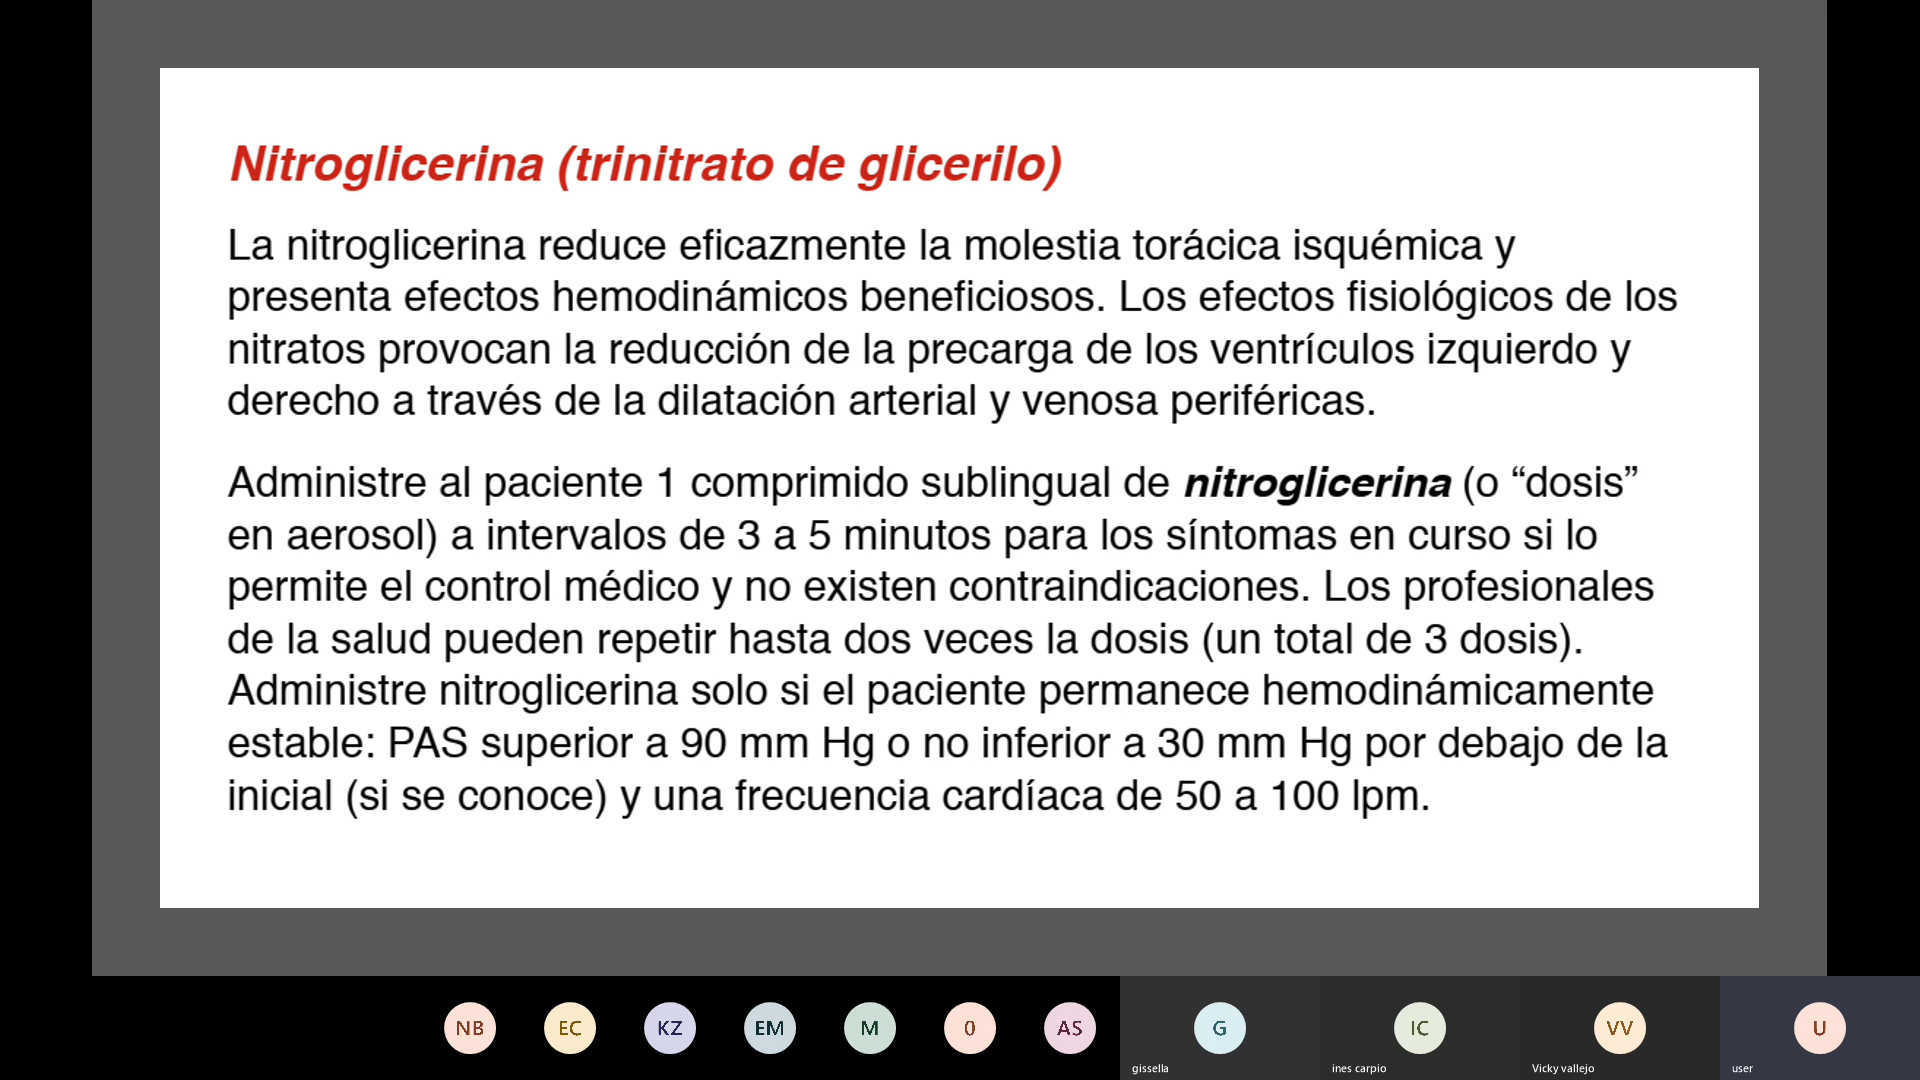 Nitroglicerina (trinitrato de glicerilo)
La nitroglicerina reduce eficazmente la molestia torácica isquémica y
presenta efectos hemodinámicos beneficiosos. Los efectos fisiológicos de los
nitratos provocan la reducción de la precarga de los ventrículos izquierdo y
derecho a través de la dilatación arterial y venosa periféricas.
Administre al paciente 1 comprimido sublingual de nitroglicerina (o “dosis”
en aerosol) a intervalos de 3 a 5 minutos para los síntomas en curso si lo
permite el control médico y no existen contraindicaciones. Los profesionales
de la salud pueden repetir hasta dos veces la dosis (un total de 3 dosis).
Administre nitroglicerina solo si el paciente permanece hemodinámicamente
estable: PAS superior a 90 mm Hg o no inferior a 30 mm Hg por debajo de la
inicial (si se conoce) y una frecuencia cardíaca de 50 a 100 lpm.
NB EC KZ EM M 0 AS G IC VV U
gissella ines carpio Vicky vallejo user